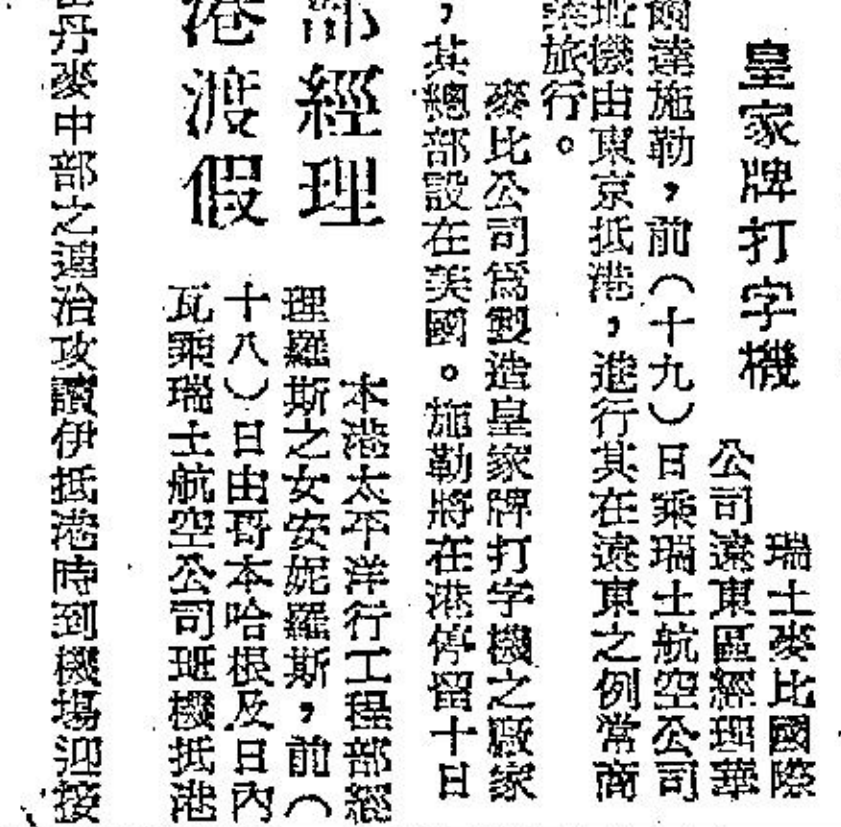 皇家牌打字機
瑞士麥比國際
公司遠東區經理華
爾達施勒，前（十九）日乘瑞士航空公司
班機由東京抵港，進行其在遠東之例常商
業旅行。
麥比公司爲製造皇家牌打字機之廠家
，其總部設在美國。施勒將在港停留十日
部經理
港渡假
本港太平洋行工程部經
理羅斯之女安妮羅斯，前（
十八）日由哥本哈根及日內
瓦乘瑞士航空公司班機抵港
丹麥中部之遑治攻讀伊抵港時到機場迎接